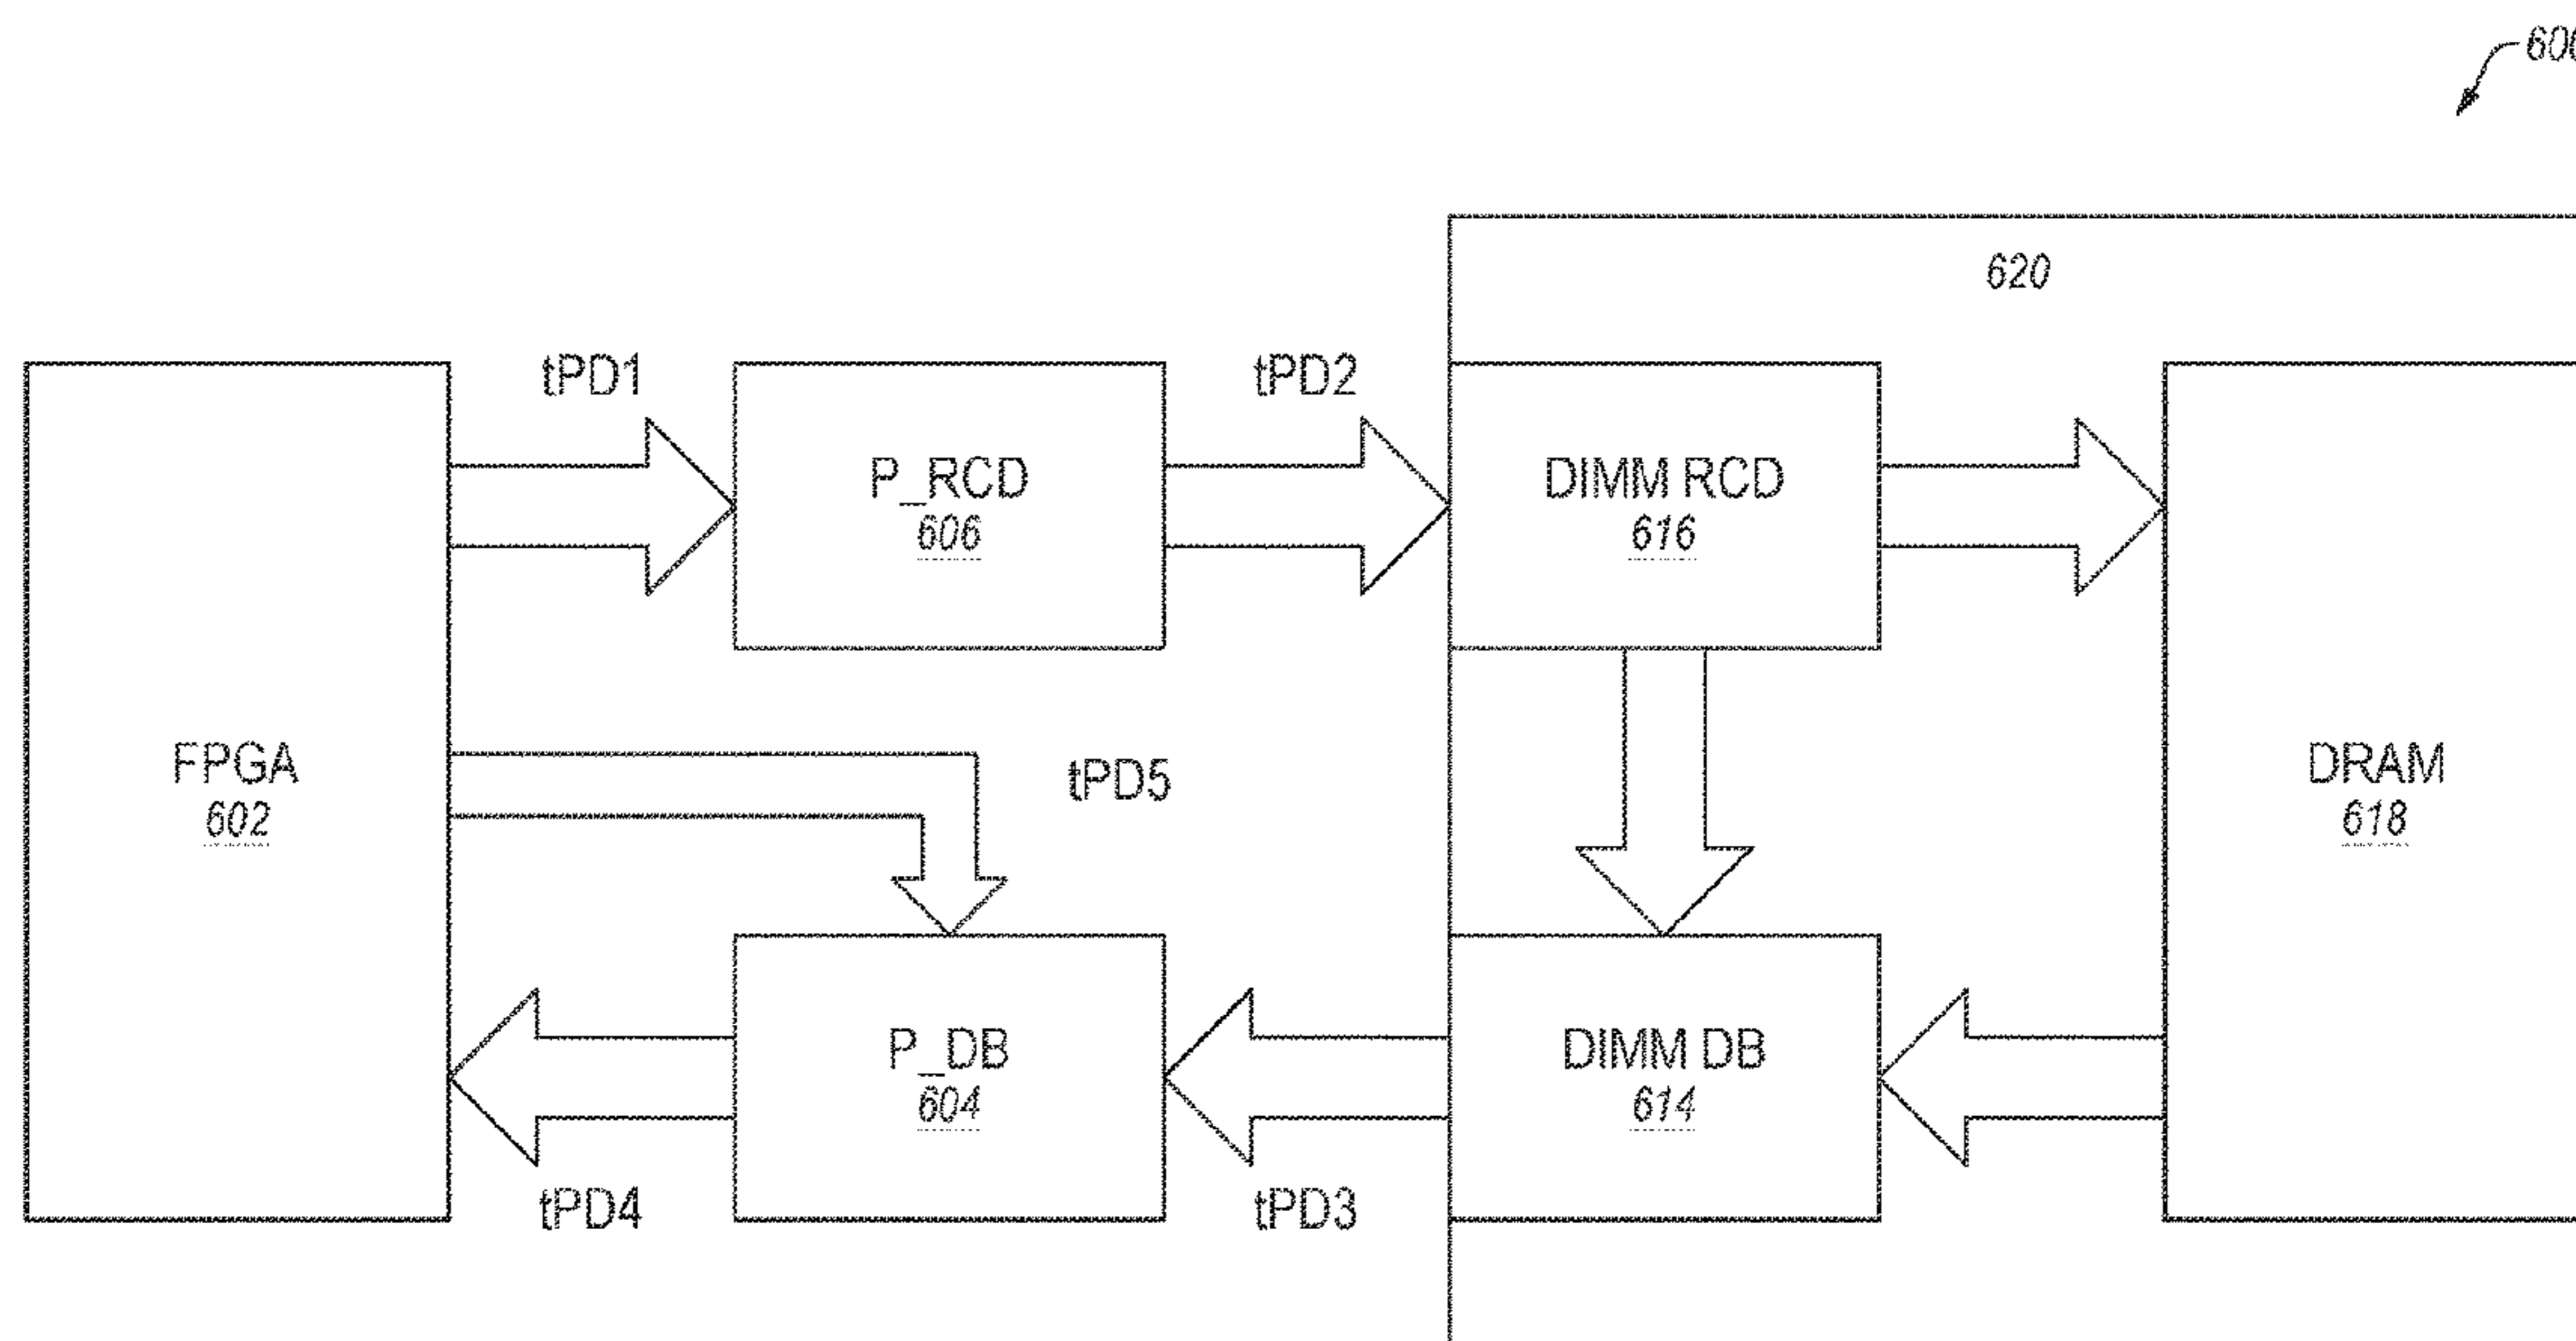 620
tPD1
tPD2
P_RCD
606
DIMM RCD
616
FPGA
602
tPD5
DRAM
618
P_DB
604
DIMM DB
614
tPD4
tPD3